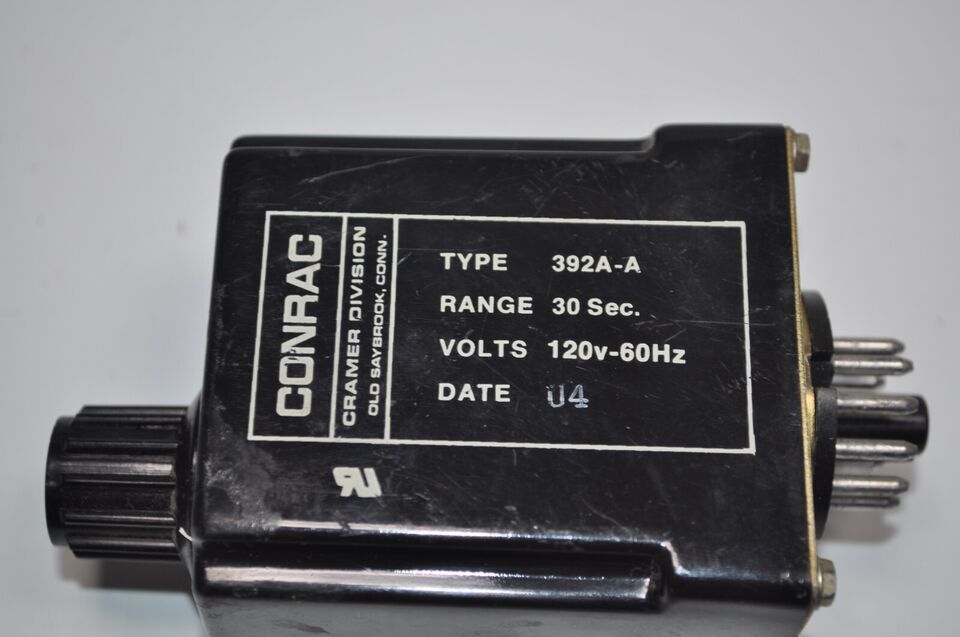 CONRAC
CRAMER DIVISION
OLD SAYBROOK, CONN.
TYPE 392A-A
RANGE 30 Sec.
VOLTS 120v-60Hz
DATE U4